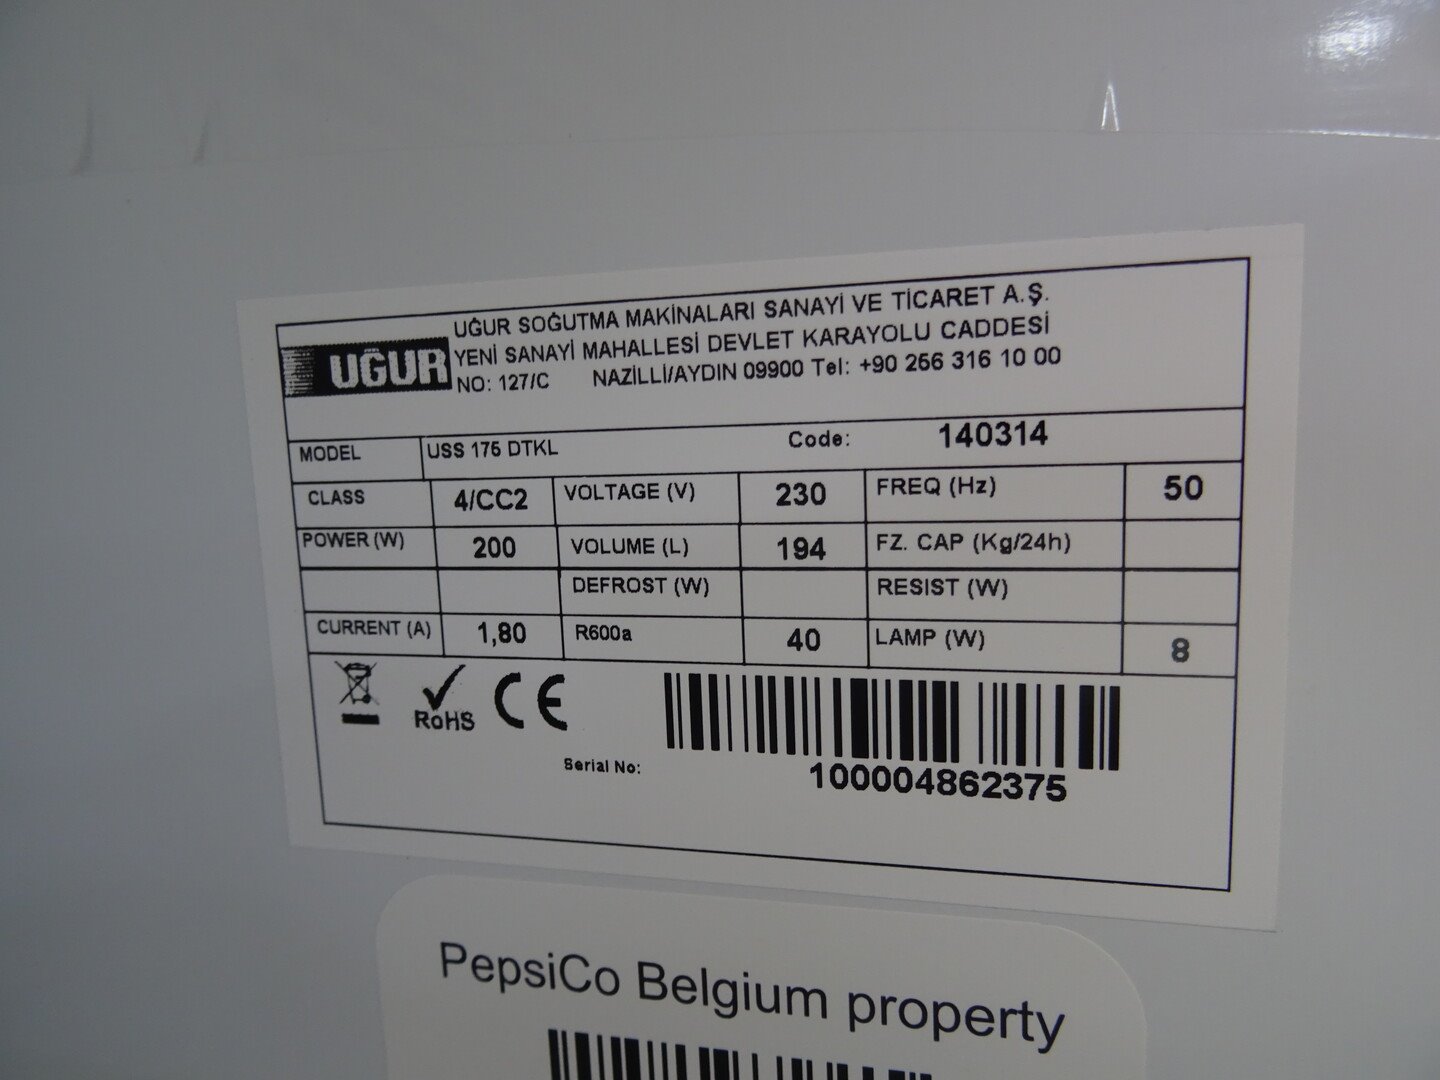 UĞUR
UĞUR SOĞUTMA MAKİNALARI SANAYİ VE TİCARET A.Ş.
YENİ SANAYİ MAHALLESİ DEVLET KARAYOLU CADDESİ
NO: 127/C NAZİLLİ/AYDIN 09900 Tel: +90 256 316 10 00
MODEL USS 175 DTKL Code: 140314
CLASS 4/CC2 VOLTAGE (V) 230 FREQ (Hz) 50
POWER (W) 200 VOLUME (L) 194 FZ. CAP (Kg/24h)
DEFROST (W) RESIST (W)
CURRENT (A) 1,80 R600a 40 LAMP (W) 8
RoHS CE
Serial No: 100004862375
PepsiCo Belgium property